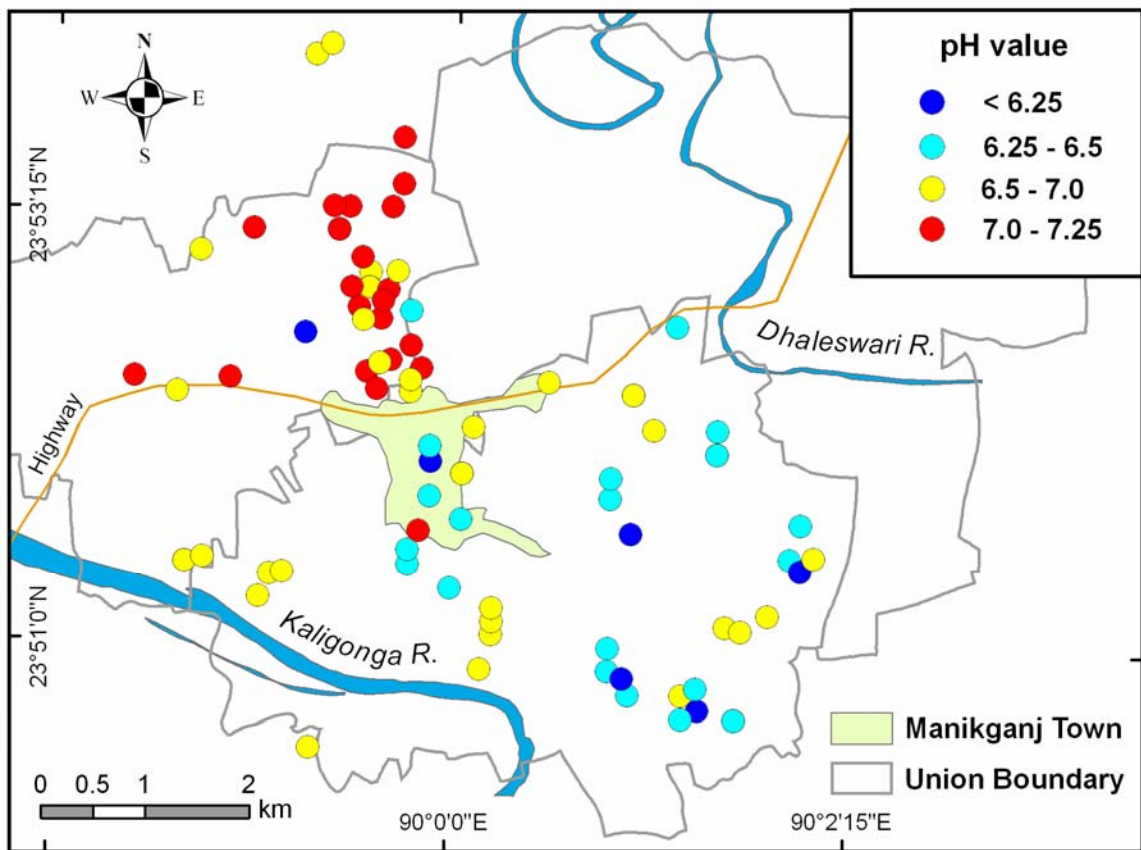 N
W E
S
pH value
< 6.25
6.25 - 6.5
6.5 - 7.0
7.0 - 7.25
23°53'15"N
Dhaleswari R.
Highway
23°51'0"N
Kaligonga R.
Manikganj Town
Union Boundary
0 0.5 1 2
km
90°0'0"E
90°2'15"E